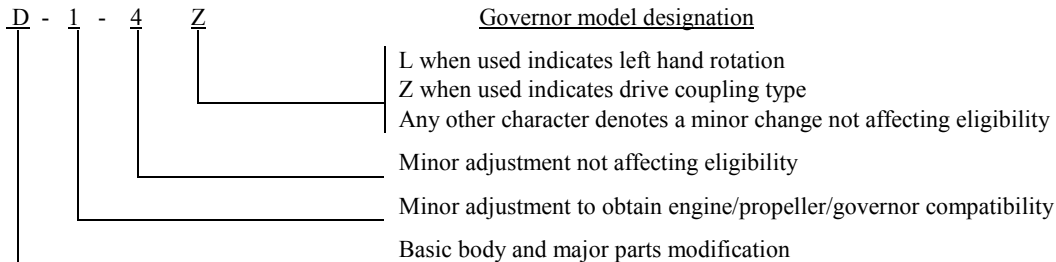 D - 1 - 4 Z Governor model designation
L when used indicates left hand rotation
Z when used indicates drive coupling type
Any other character denotes a minor change not affecting eligibility
Minor adjustment not affecting eligibility
Minor adjustment to obtain engine/propeller/governor compatibility
Basic body and major parts modification